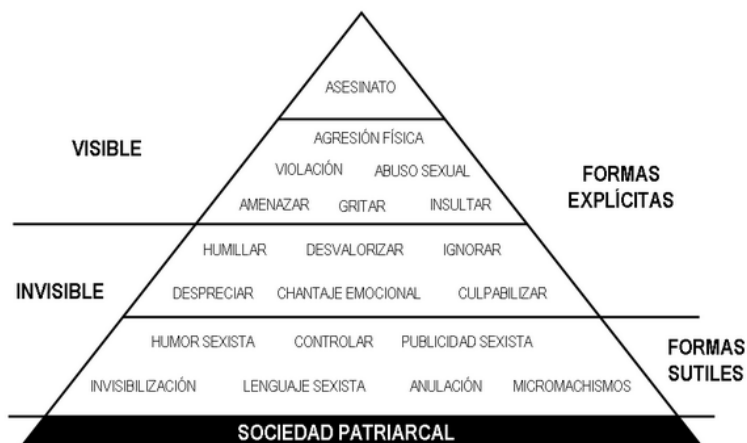 ASESINATO
VISIBLE
AGRESIÓN FÍSICA
VIOLACIÓN ABUSO SEXUAL
AMENAZAR GRITAR INSULTAR
FORMAS
EXPLÍCITAS
INVISIBLE
HUMILLAR DESVALORIZAR IGNORAR
DESPRECIAR CHANTAJE EMOCIONAL CULPABILIZAR
HUMOR SEXISTA CONTROLAR PUBLICIDAD SEXISTA
INVISIBILIZACIÓN LENGUAJE SEXISTA ANULACIÓN MICROMACHISMOS
FORMAS
SUTILES
SOCIEDAD PATRIARCAL